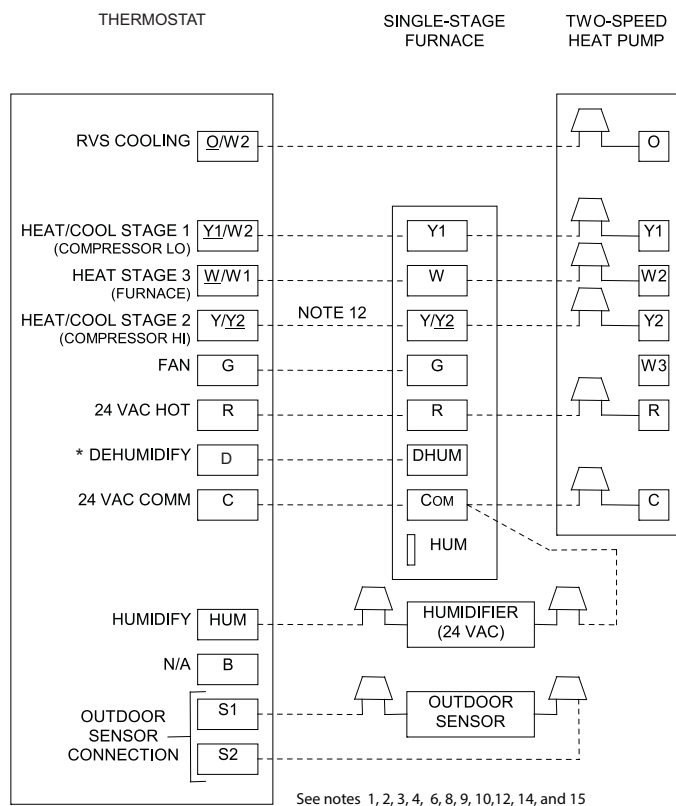 THERMOSTAT
SINGLE-STAGE
FURNACE
TWO-SPEED
HEAT PUMP
RVS COOLING O/W2 O
HEAT/COOL STAGE 1
(COMPRESSOR LO)
Y1/W2 Y1 Y1
HEAT STAGE 3
(FURNACE)
W/W1 W W2
HEAT/COOL STAGE 2
(COMPRESSOR HI)
Y/Y2 NOTE 12 Y/Y2 Y2
FAN G G W3
24 VAC HOT R R R
* DEHUMIDIFY D DHUM
24 VAC COMM C COM C
HUM
HUMIDIFY HUM
HUMIDIFIER
(24 VAC)
N/A B
OUTDOOR
SENSOR
CONNECTION
S1
S2
OUTDOOR
SENSOR
See notes 1, 2, 3, 4, 6, 8, 9, 10,12, 14, and 15